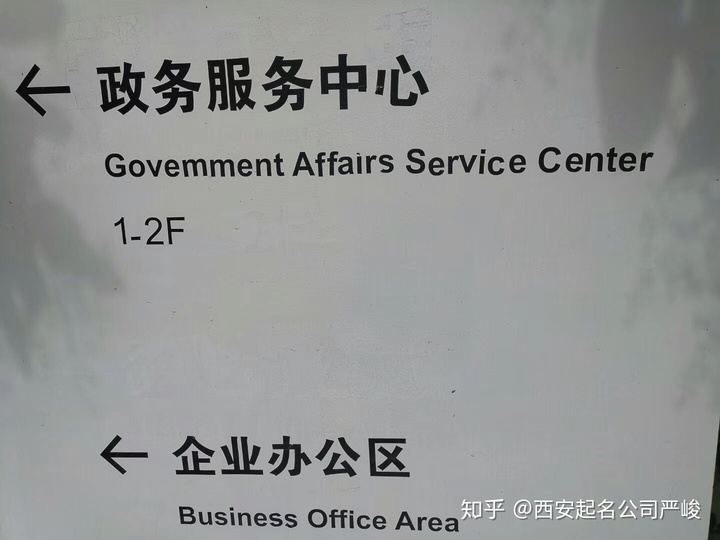 ← 政务服务中心
Govemment Affairs Service Center
1-2F
← 企业办公区
Business Office Area
知乎 @西安起名公司严峻